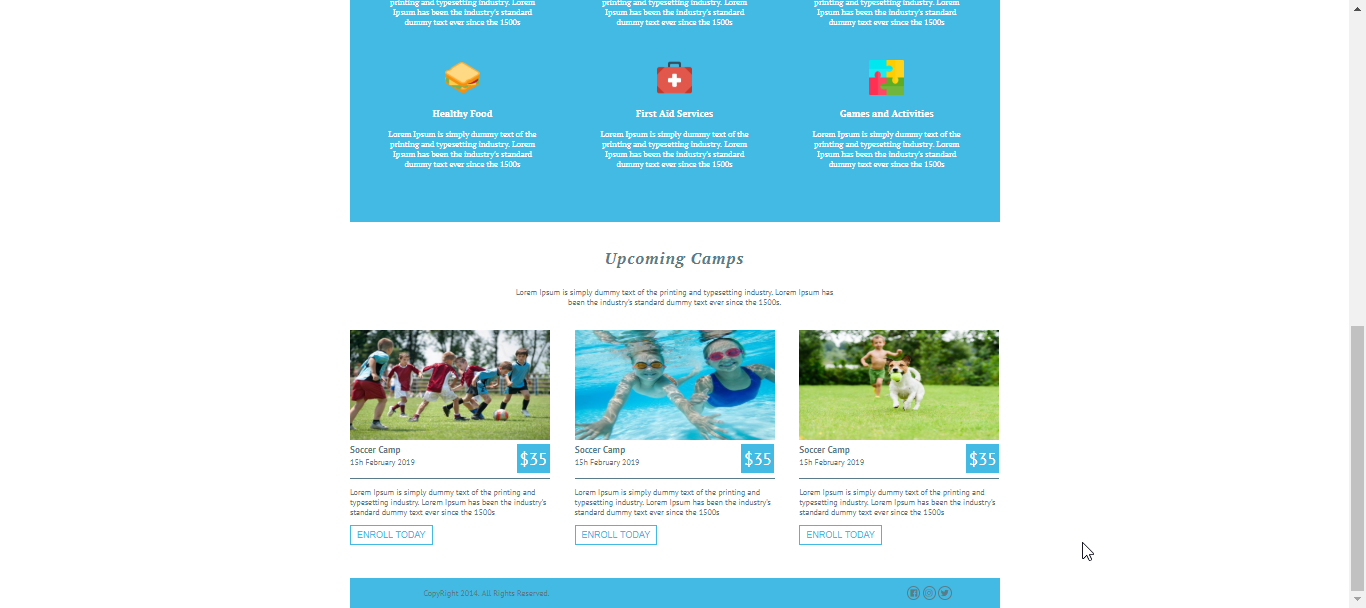 printing and typesetting industry. Lorem printing and typesetting industry. Lorem printing and typesetting industry. Lorem
Ipsum has been the industry's standard Ipsum has been the industry's standard Ipsum has been the industry's standard
dummy text ever since the 1500s dummy text ever since the 1500s dummy text ever since the 1500s
Healthy Food
Lorem Ipsum is simply dummy text of the
printing and typesetting industry. Lorem
Ipsum has been the industry's standard
dummy text ever since the 1500s
First Aid Services
Lorem Ipsum is simply dummy text of the
printing and typesetting industry. Lorem
Ipsum has been the industry's standard
dummy text ever since the 1500s
Games and Activities
Lorem Ipsum is simply dummy text of the
printing and typesetting industry. Lorem
Ipsum has been the industry's standard
dummy text ever since the 1500s
Upcoming Camps
Lorem Ipsum is simply dummy text of the printing and typesetting industry. Lorem Ipsum has
been the industry's standard dummy text ever since the 1500s.
Soccer Camp
15h February 2019
$35
Lorem Ipsum is simply dummy text of the printing and
typesetting industry. Lorem Ipsum has been the industry's
standard dummy text ever since the 1500s
ENROLL TODAY
Soccer Camp
15h February 2019
$35
Lorem Ipsum is simply dummy text of the printing and
typesetting industry. Lorem Ipsum has been the industry's
standard dummy text ever since the 1500s
ENROLL TODAY
Soccer Camp
15h February 2019
$35
Lorem Ipsum is simply dummy text of the printing and
typesetting industry. Lorem Ipsum has been the industry's
standard dummy text ever since the 1500s
ENROLL TODAY
CopyRight 2014. All Rights Reserved.